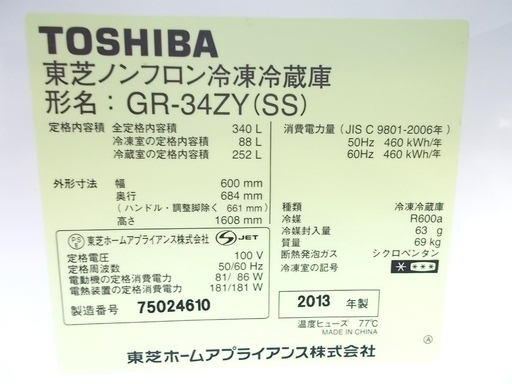 TOSHIBA
東芝ノンフロン冷凍冷蔵庫
形名：GR-34ZY(SS)
定格内容積 全定格内容積 340 L
冷凍室の定格内容積 88 L
冷蔵室の定格内容積 252 L
外形寸法 幅 600 mm
奥行 684 mm
(ハンドル・調整脚除く 661 mm)
高さ 1608 mm
消費電力量 (JIS C 9801-2006年)
50Hz 460 kWh/年
60Hz 460 kWh/年
種類 冷凍冷蔵庫
冷媒 R600a
冷媒封入量 63 g
質量 69 kg
断熱発泡ガス シクロペンタン
冷凍室の記号
PSE 東芝ホームアプライアンス株式会社 JET
定格電圧 100 V
定格周波数 50/60 Hz
電動機の定格消費電力 81/ 86 W
電熱装置の定格消費電力 181/181 W
製造番号 75024610
2013 年製
温度ヒューズ 77℃
MADE IN CHINA
Ⓐ
東芝ホームアプライアンス株式会社